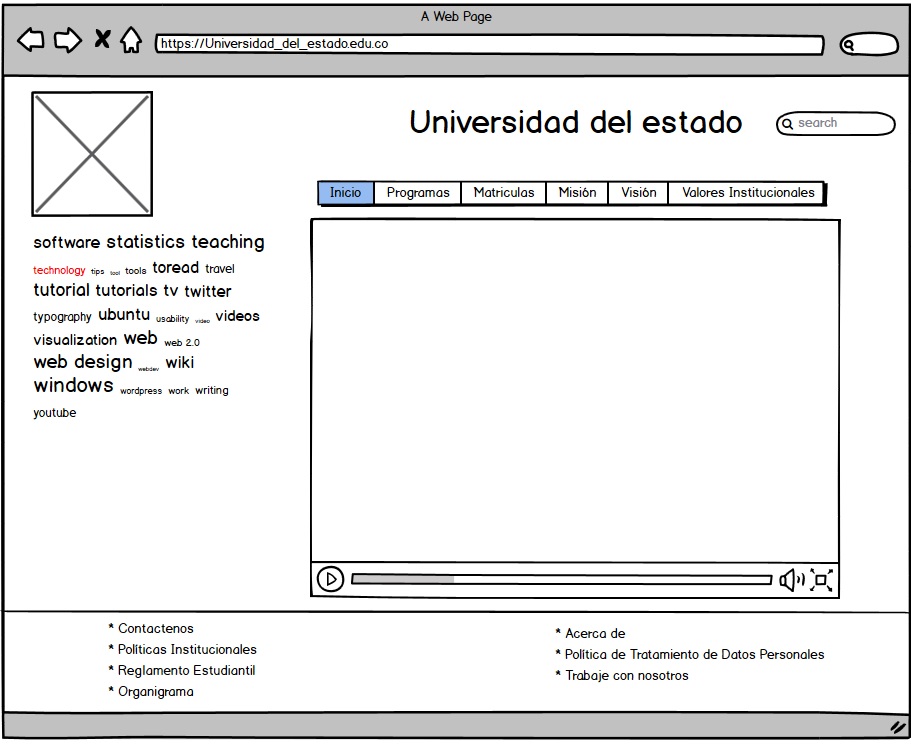 A Web Page
https://Universidad_del_estado.edu.co
Universidad del estado
search
Inicio Programas Matriculas Misión Visión Valores Institucionales
software statistics teaching
technology tips tool tools toread travel
tutorial tutorials tv twitter
typography ubuntu usability video videos
visualization web web 2.0
web design webdev wiki
windows wordpress work writing
youtube
* Contactenos
* Políticas Institucionales
* Reglamento Estudiantil
* Organigrama
* Acerca de
* Política de Tratamiento de Datos Personales
* Trabaje con nosotros